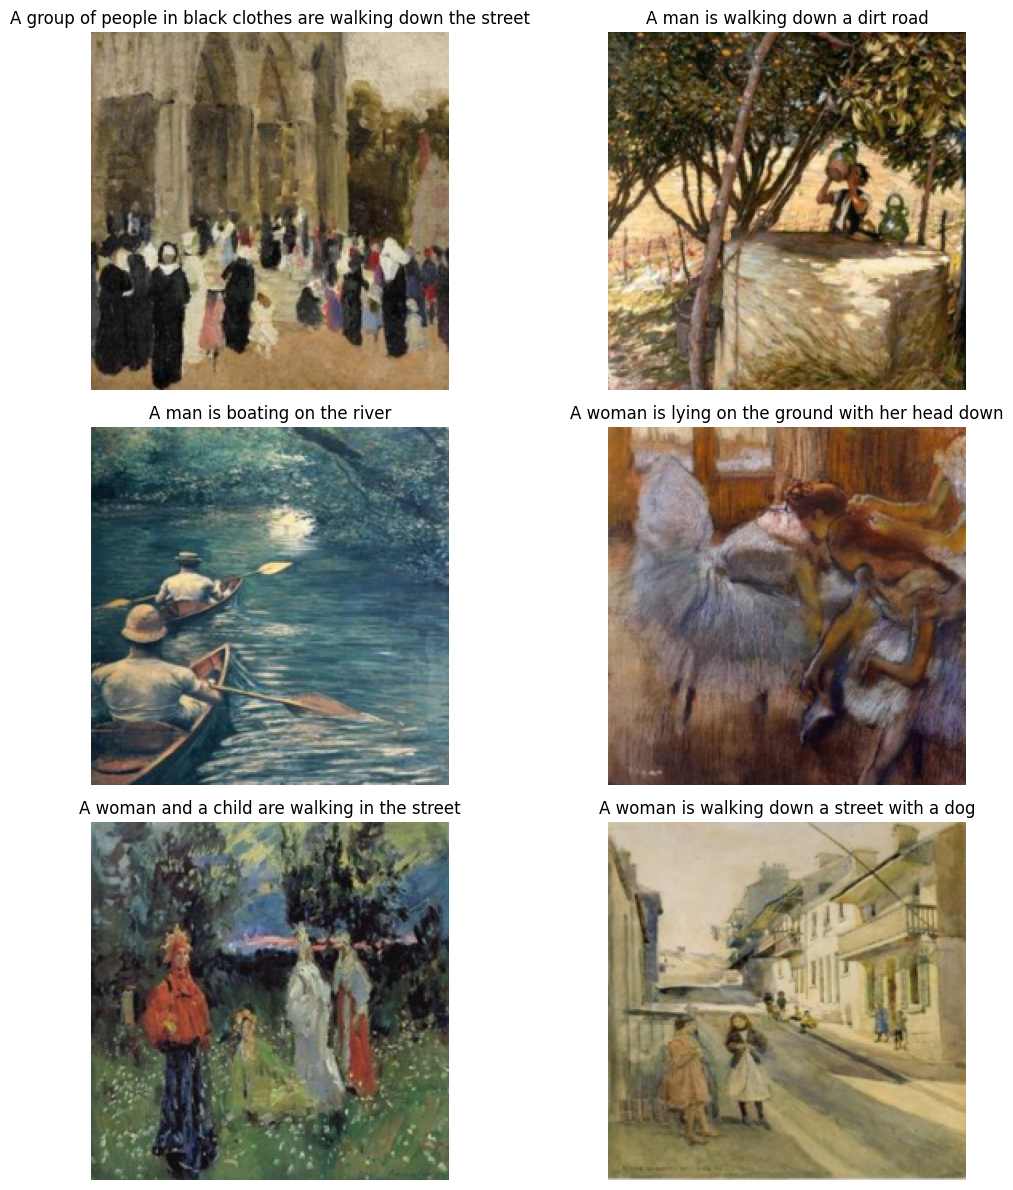 A group of people in black clothes are walking down the street
A man is walking down a dirt road
A man is boating on the river
A woman is lying on the ground with her head down
A woman and a child are walking in the street
A woman is walking down a street with a dog